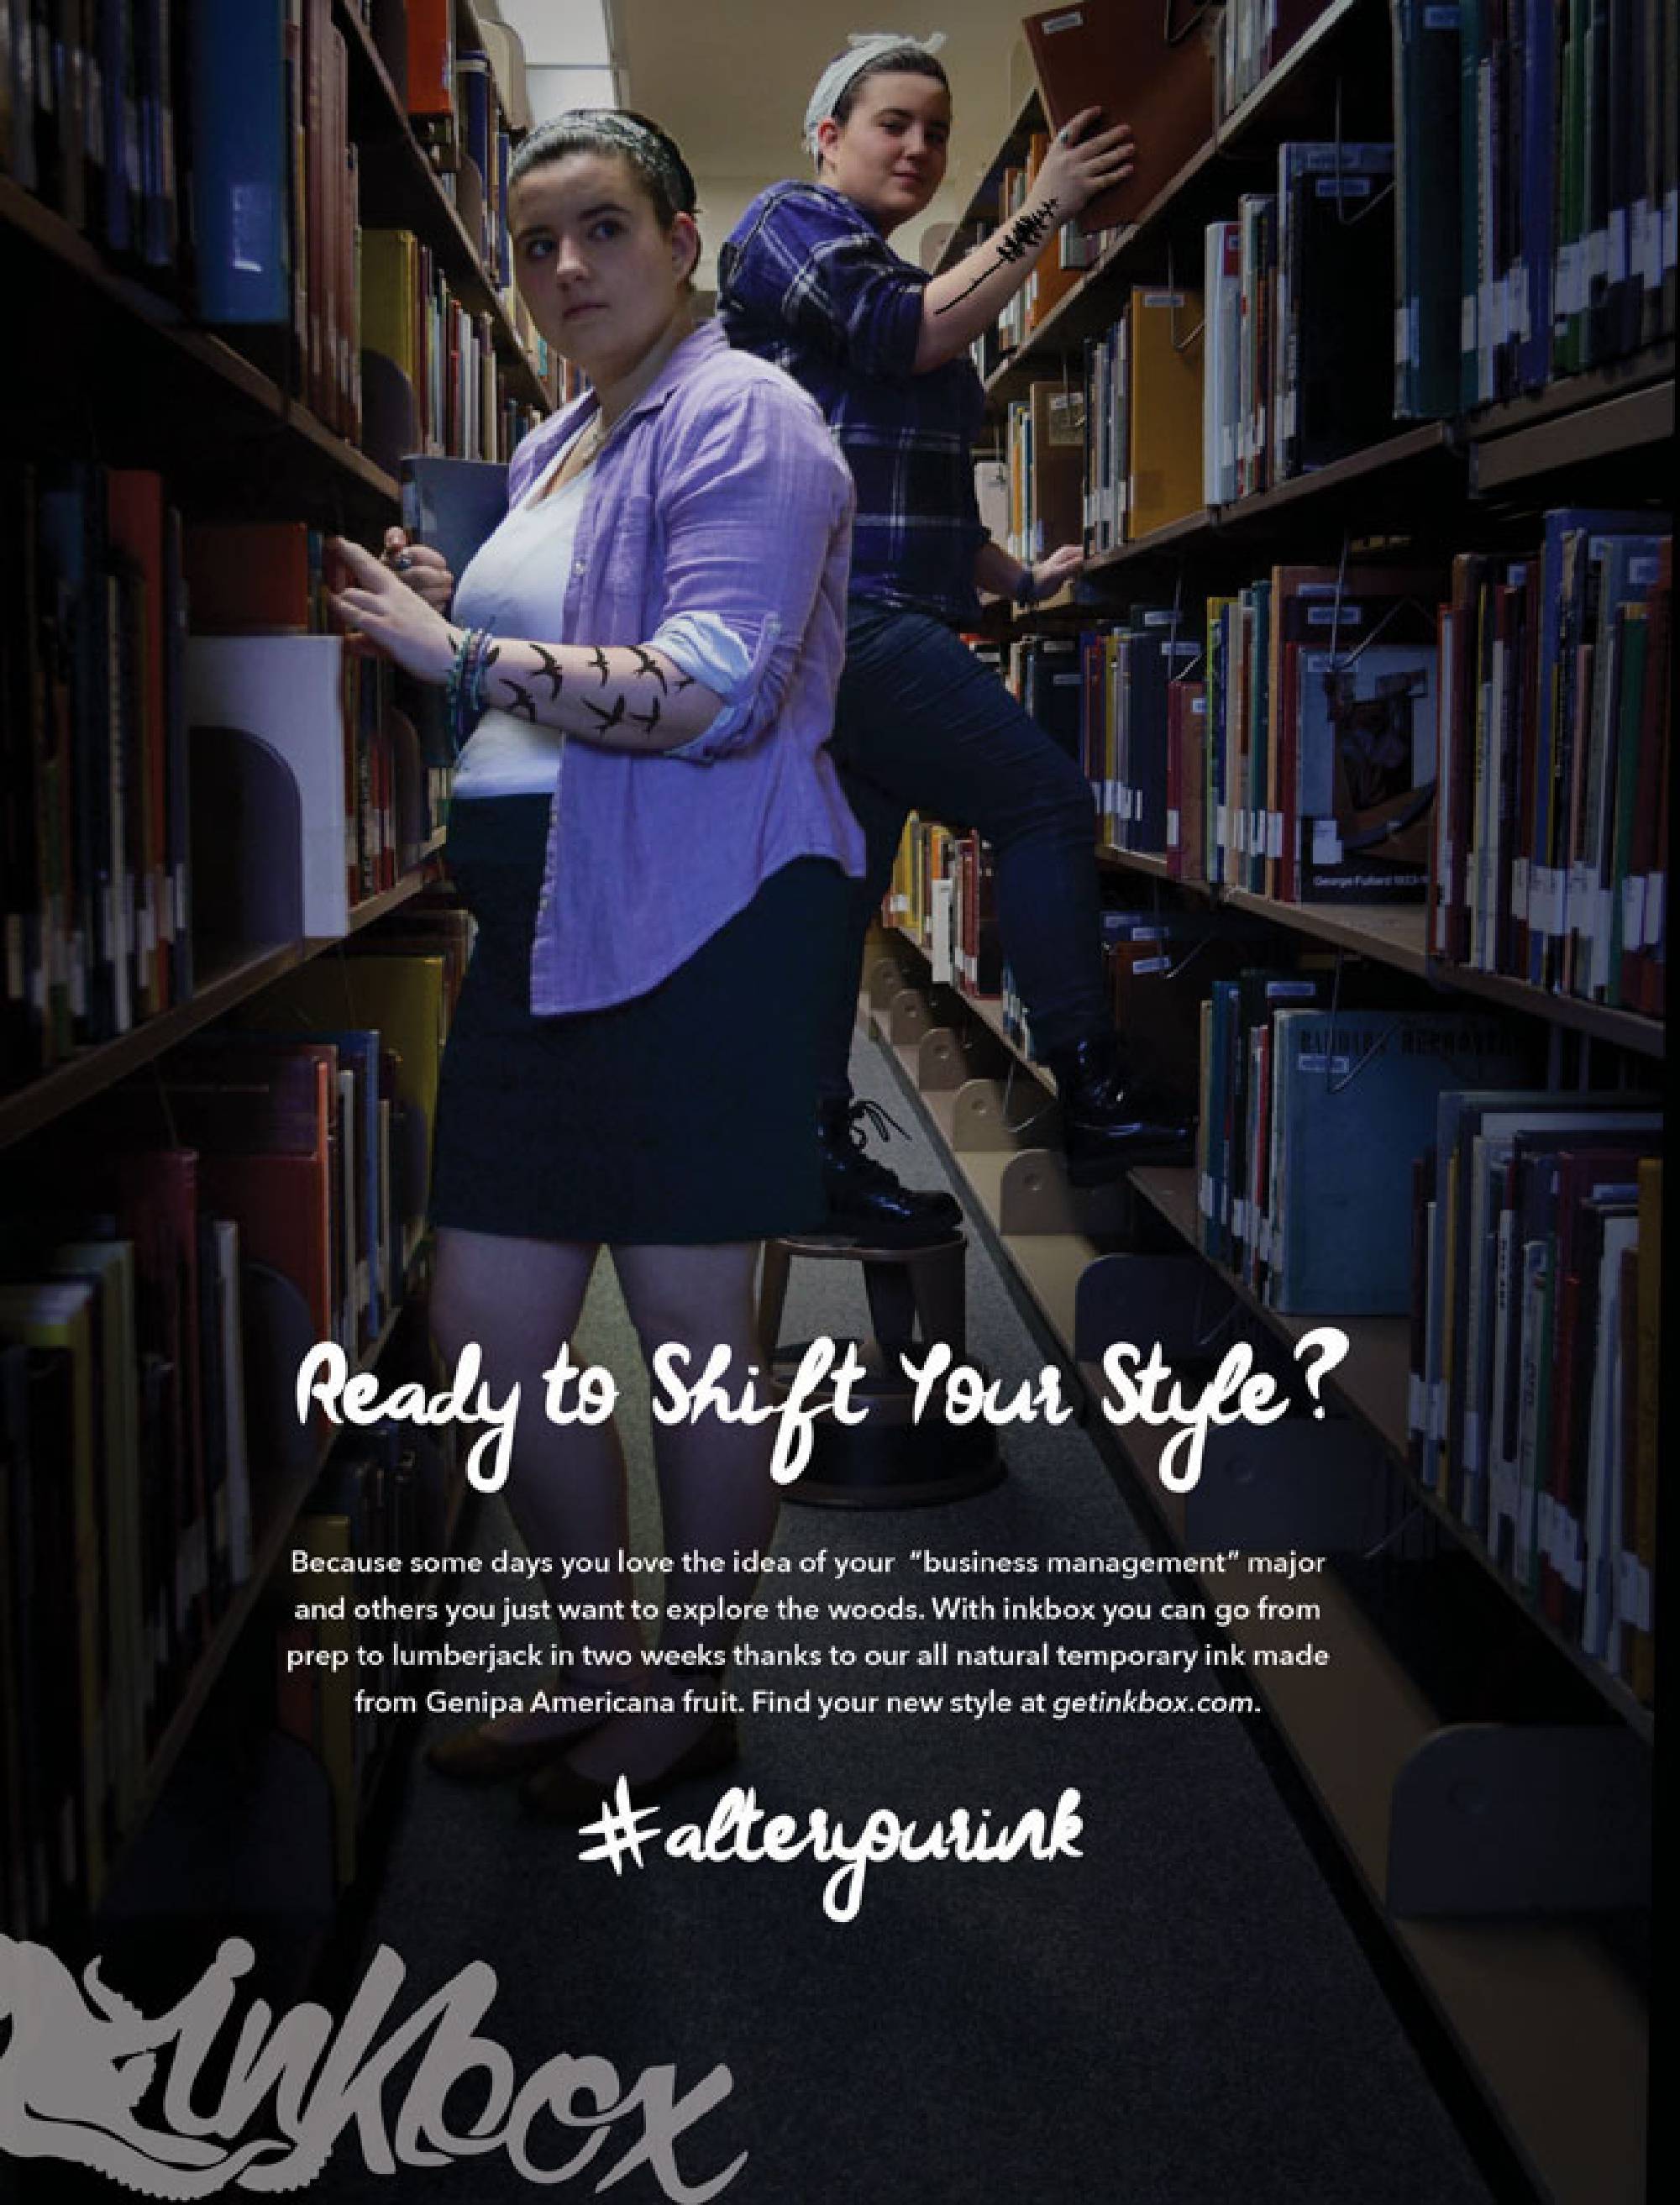 George Fullard
Ready to Shift Your Style?
Because some days you love the idea of your "business management" major
and others you just want to explore the woods. With inkbox you can go from
prep to lumberjack in two weeks thanks to our all natural temporary ink made
from Genipa Americana fruit. Find your new style at getinkbox.com.
#alteryourink
inkbox